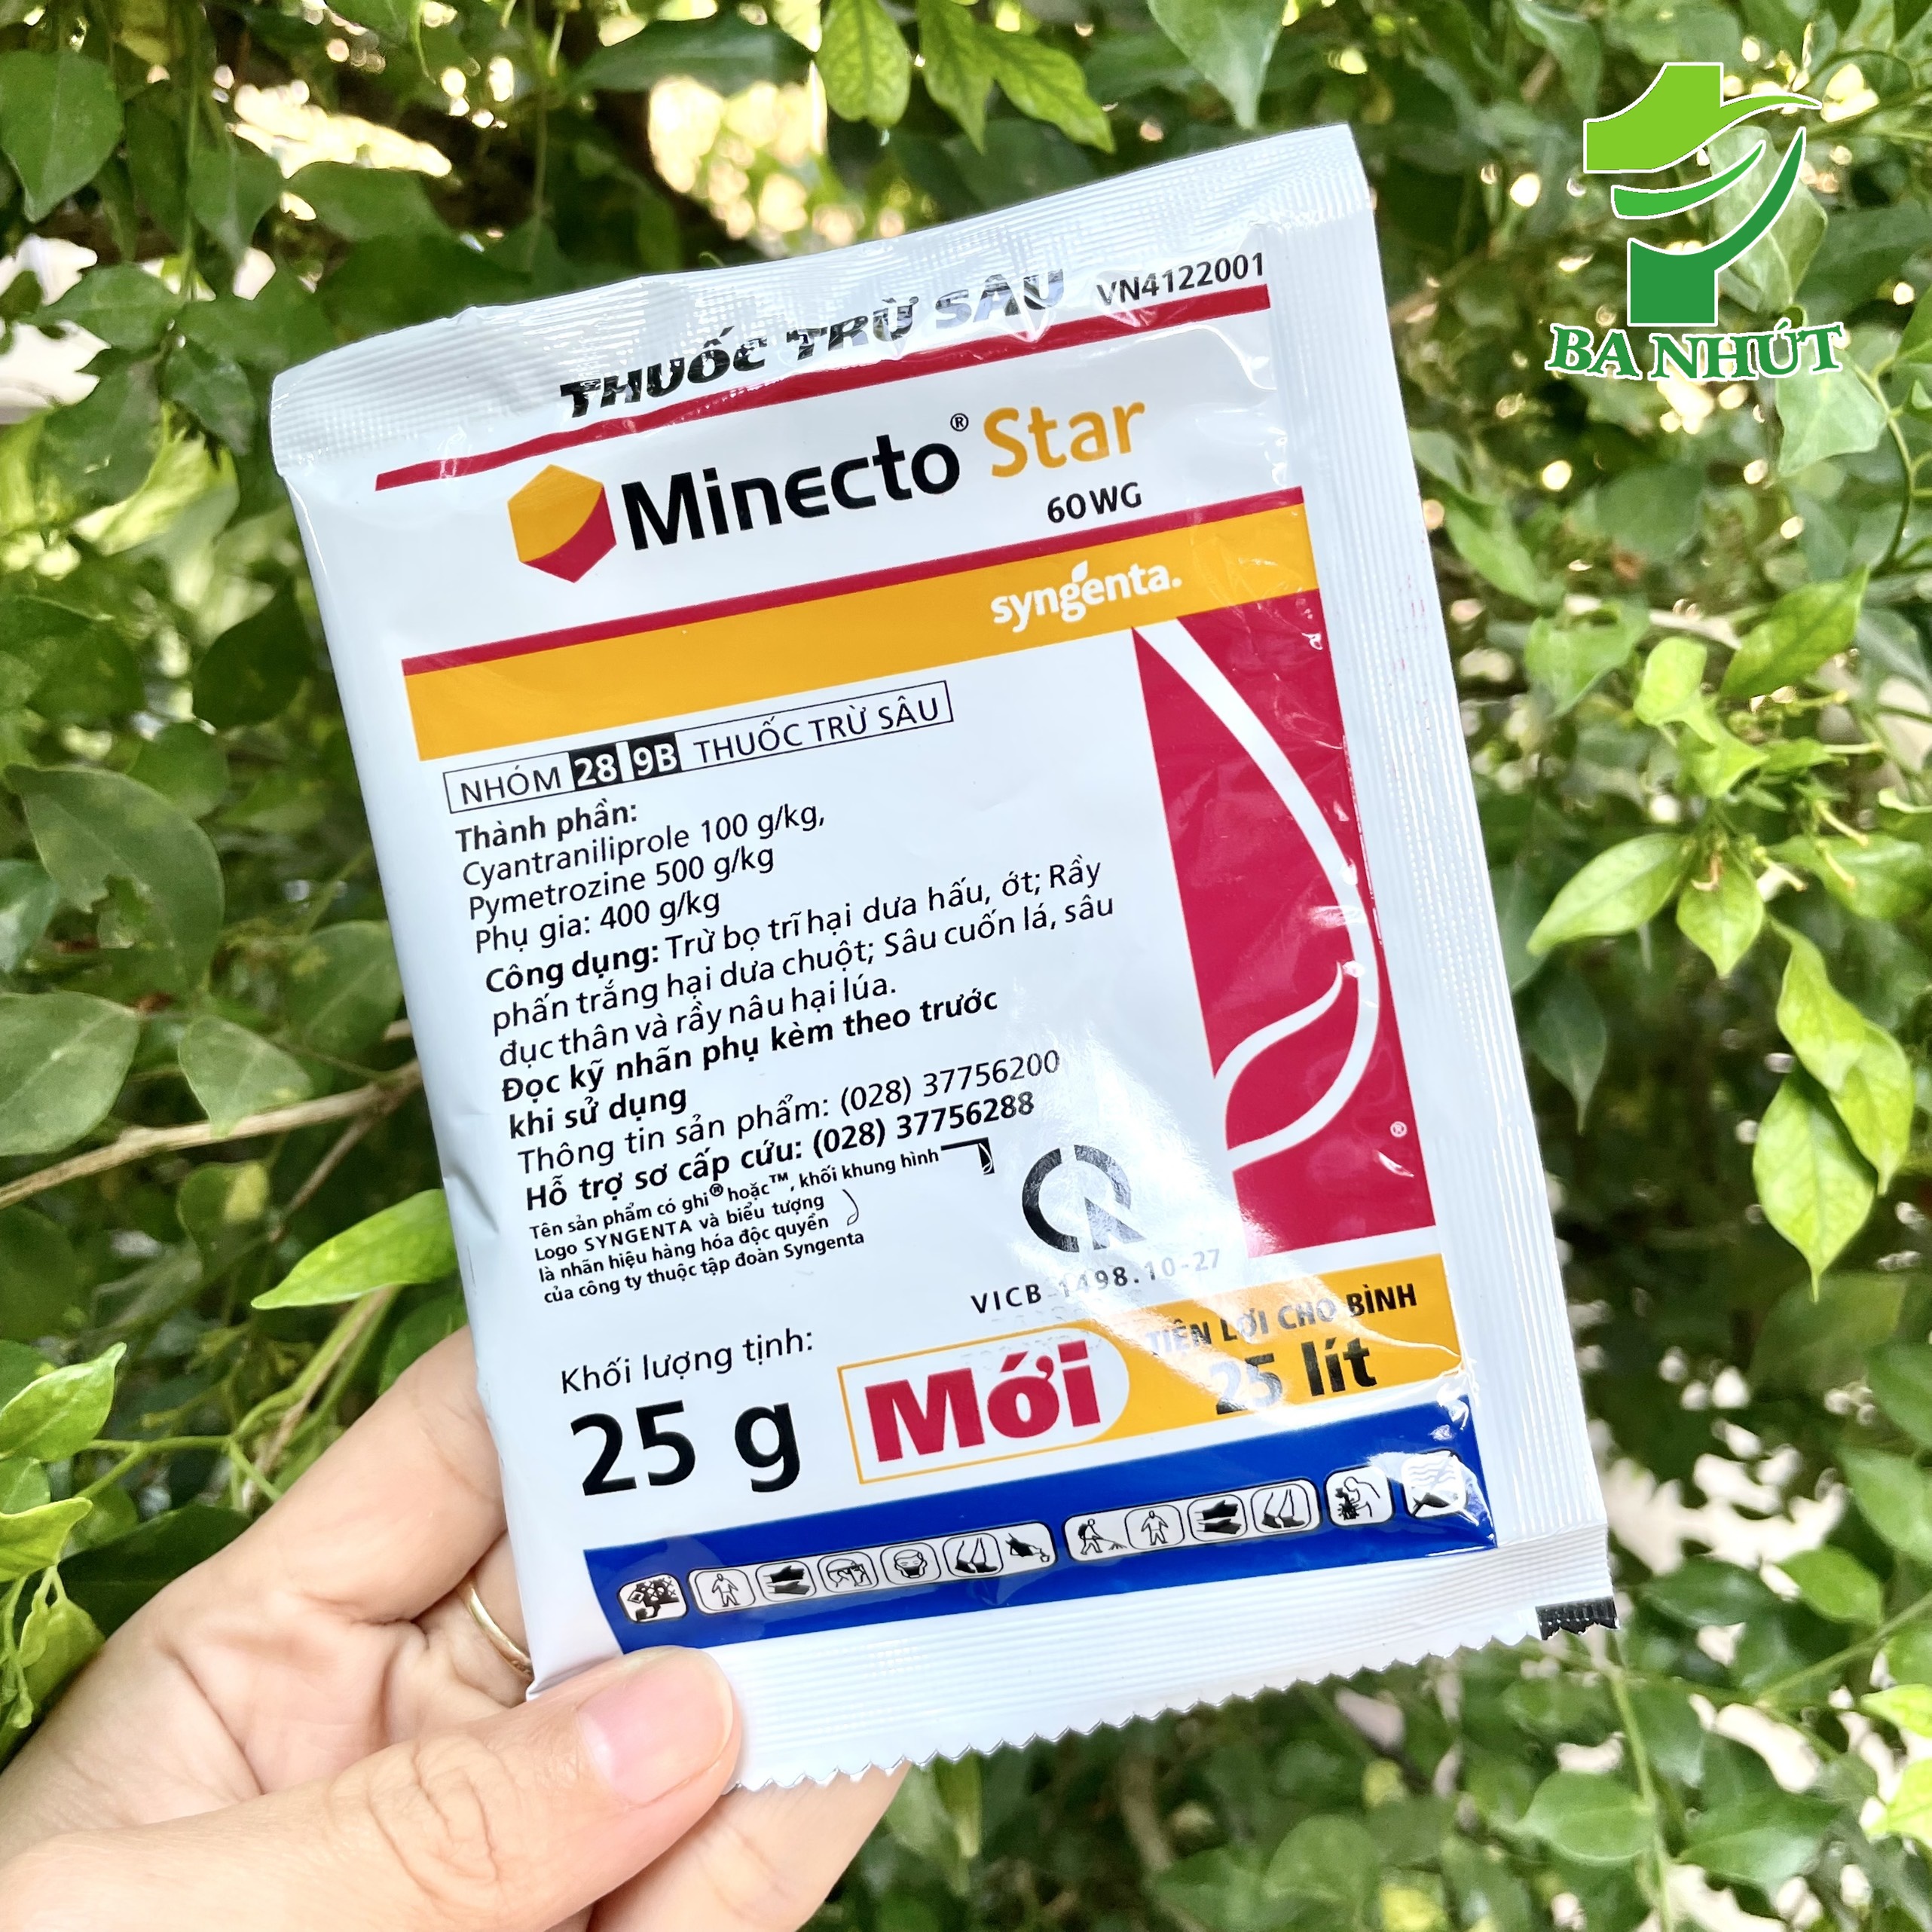 BA NHÚT
THUỐC TRỪ SÂU VN4122001
Minecto® Star
60WG
syngenta.
NHÓM 28 9B THUỐC TRỪ SÂU
Thành phần:
Cyantraniliprole 100 g/kg,
Pymetrozine 500 g/kg
Phụ gia: 400 g/kg
Công dụng: Trừ bọ trĩ hại dưa hấu, ớt; Rầy
phấn trắng hại dưa chuột; Sâu cuốn lá, sâu
đục thân và rầy nâu hại lúa.
Đọc kỹ nhãn phụ kèm theo trước
khi sử dụng
Thông tin sản phẩm: (028) 37756200
Hỗ trợ sơ cấp cứu: (028) 37756288
Tên sản phẩm có ghi ® hoặc ™, khối khung hình
Logo SYNGENTA và biểu tượng
là nhãn hiệu hàng hóa độc quyền
của công ty thuộc tập đoàn Syngenta
®
VICB 1498.10-27
Khối lượng tịnh:
25 g
Mới
TIỆN LỢI CHO BÌNH
25 lít